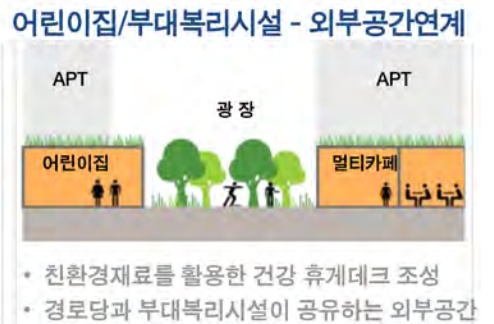 어린이집/부대복리시설 - 외부공간연계
APT
APT
광 장
어린이집
멀티카페
• 친환경재료를 활용한 건강 휴게데크 조성
• 경로당과 부대복리시설이 공유하는 외부공간